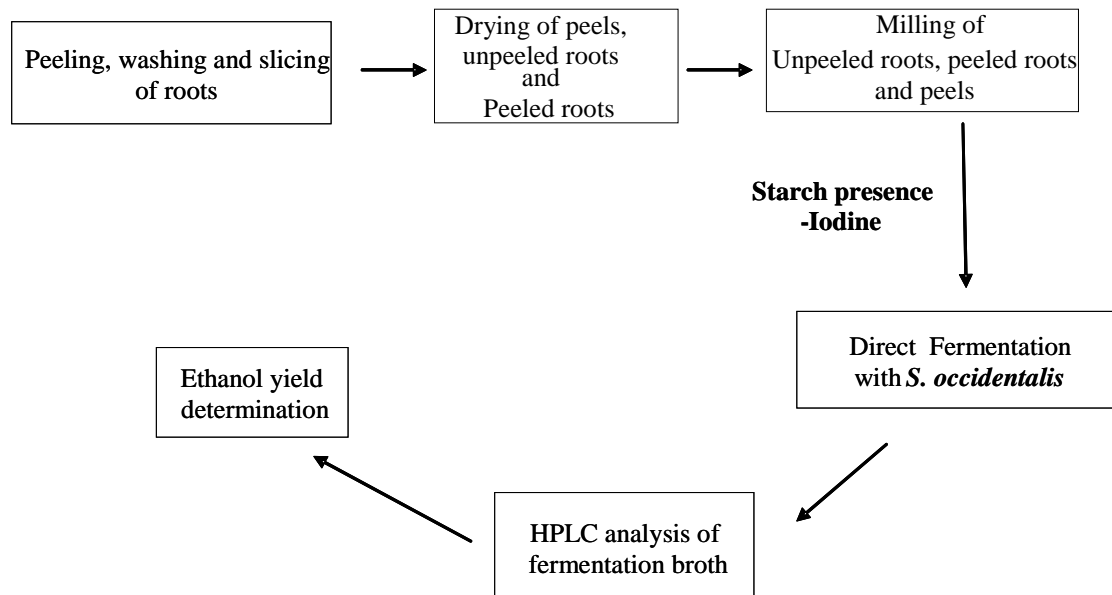 Peeling, washing and slicing
of roots
Drying of peels,
unpeeled roots
and
Peeled roots
Milling of
Unpeeled roots, peeled roots
and peels
Starch presence
-Iodine
Direct Fermentation
with S. occidentalis
HPLC analysis of
fermentation broth
Ethanol yield
determination